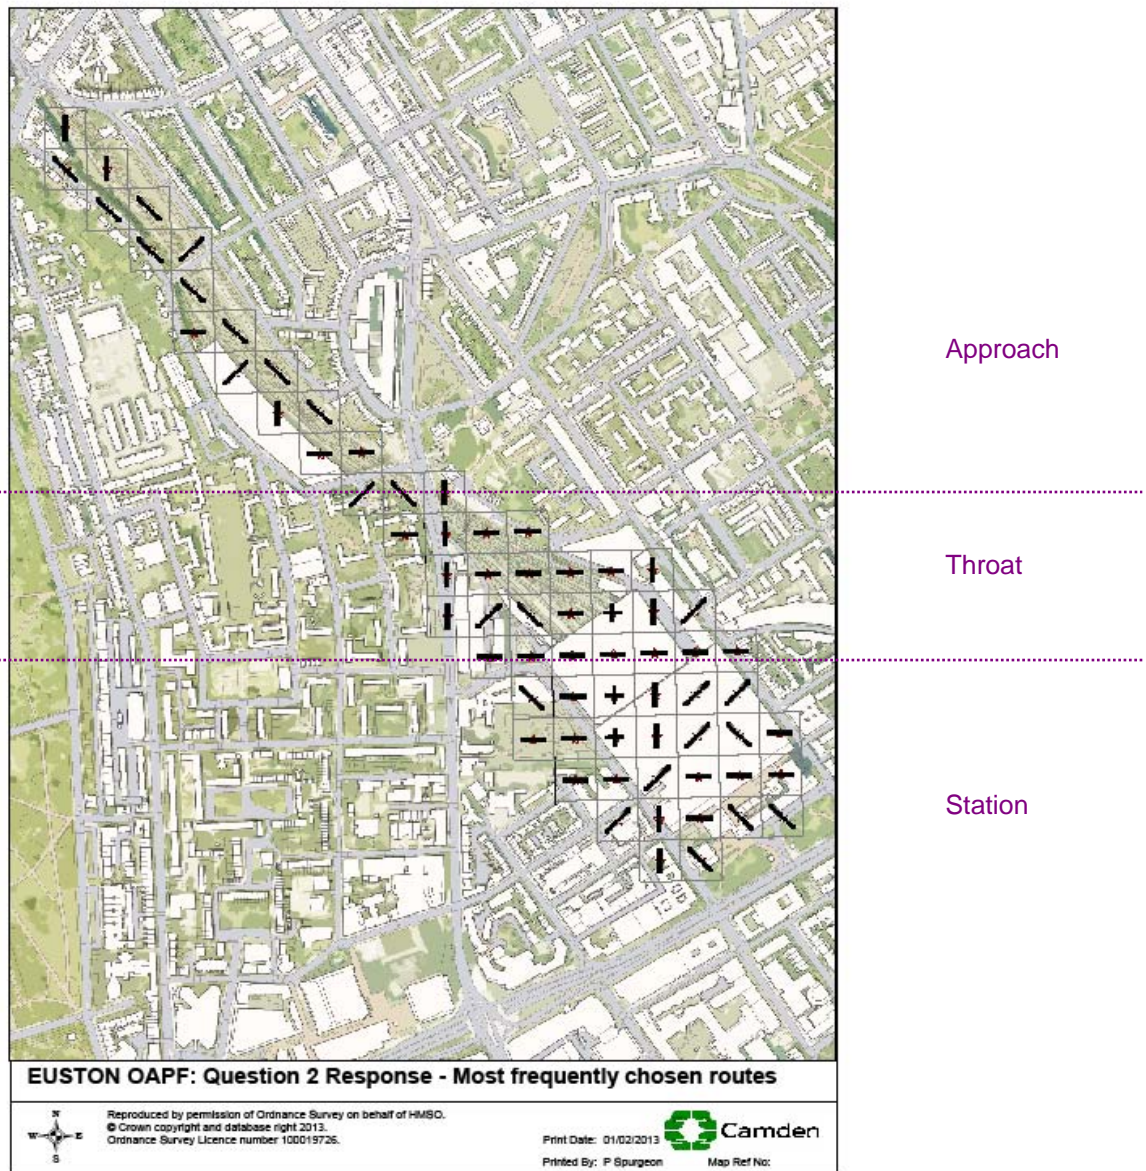 Approach
Throat
Station
EUSTON OAPF: Question 2 Response - Most frequently chosen routes
N
W E
S
Reproduced by permission of Ordnance Survey on behalf of HMSO.
© Crown copyright and database right 2013.
Ordnance Survey Licence number 100019726.
Print Date: 01/02/2013
Camden
Printed By: P Spurgeon
Map Ref No: